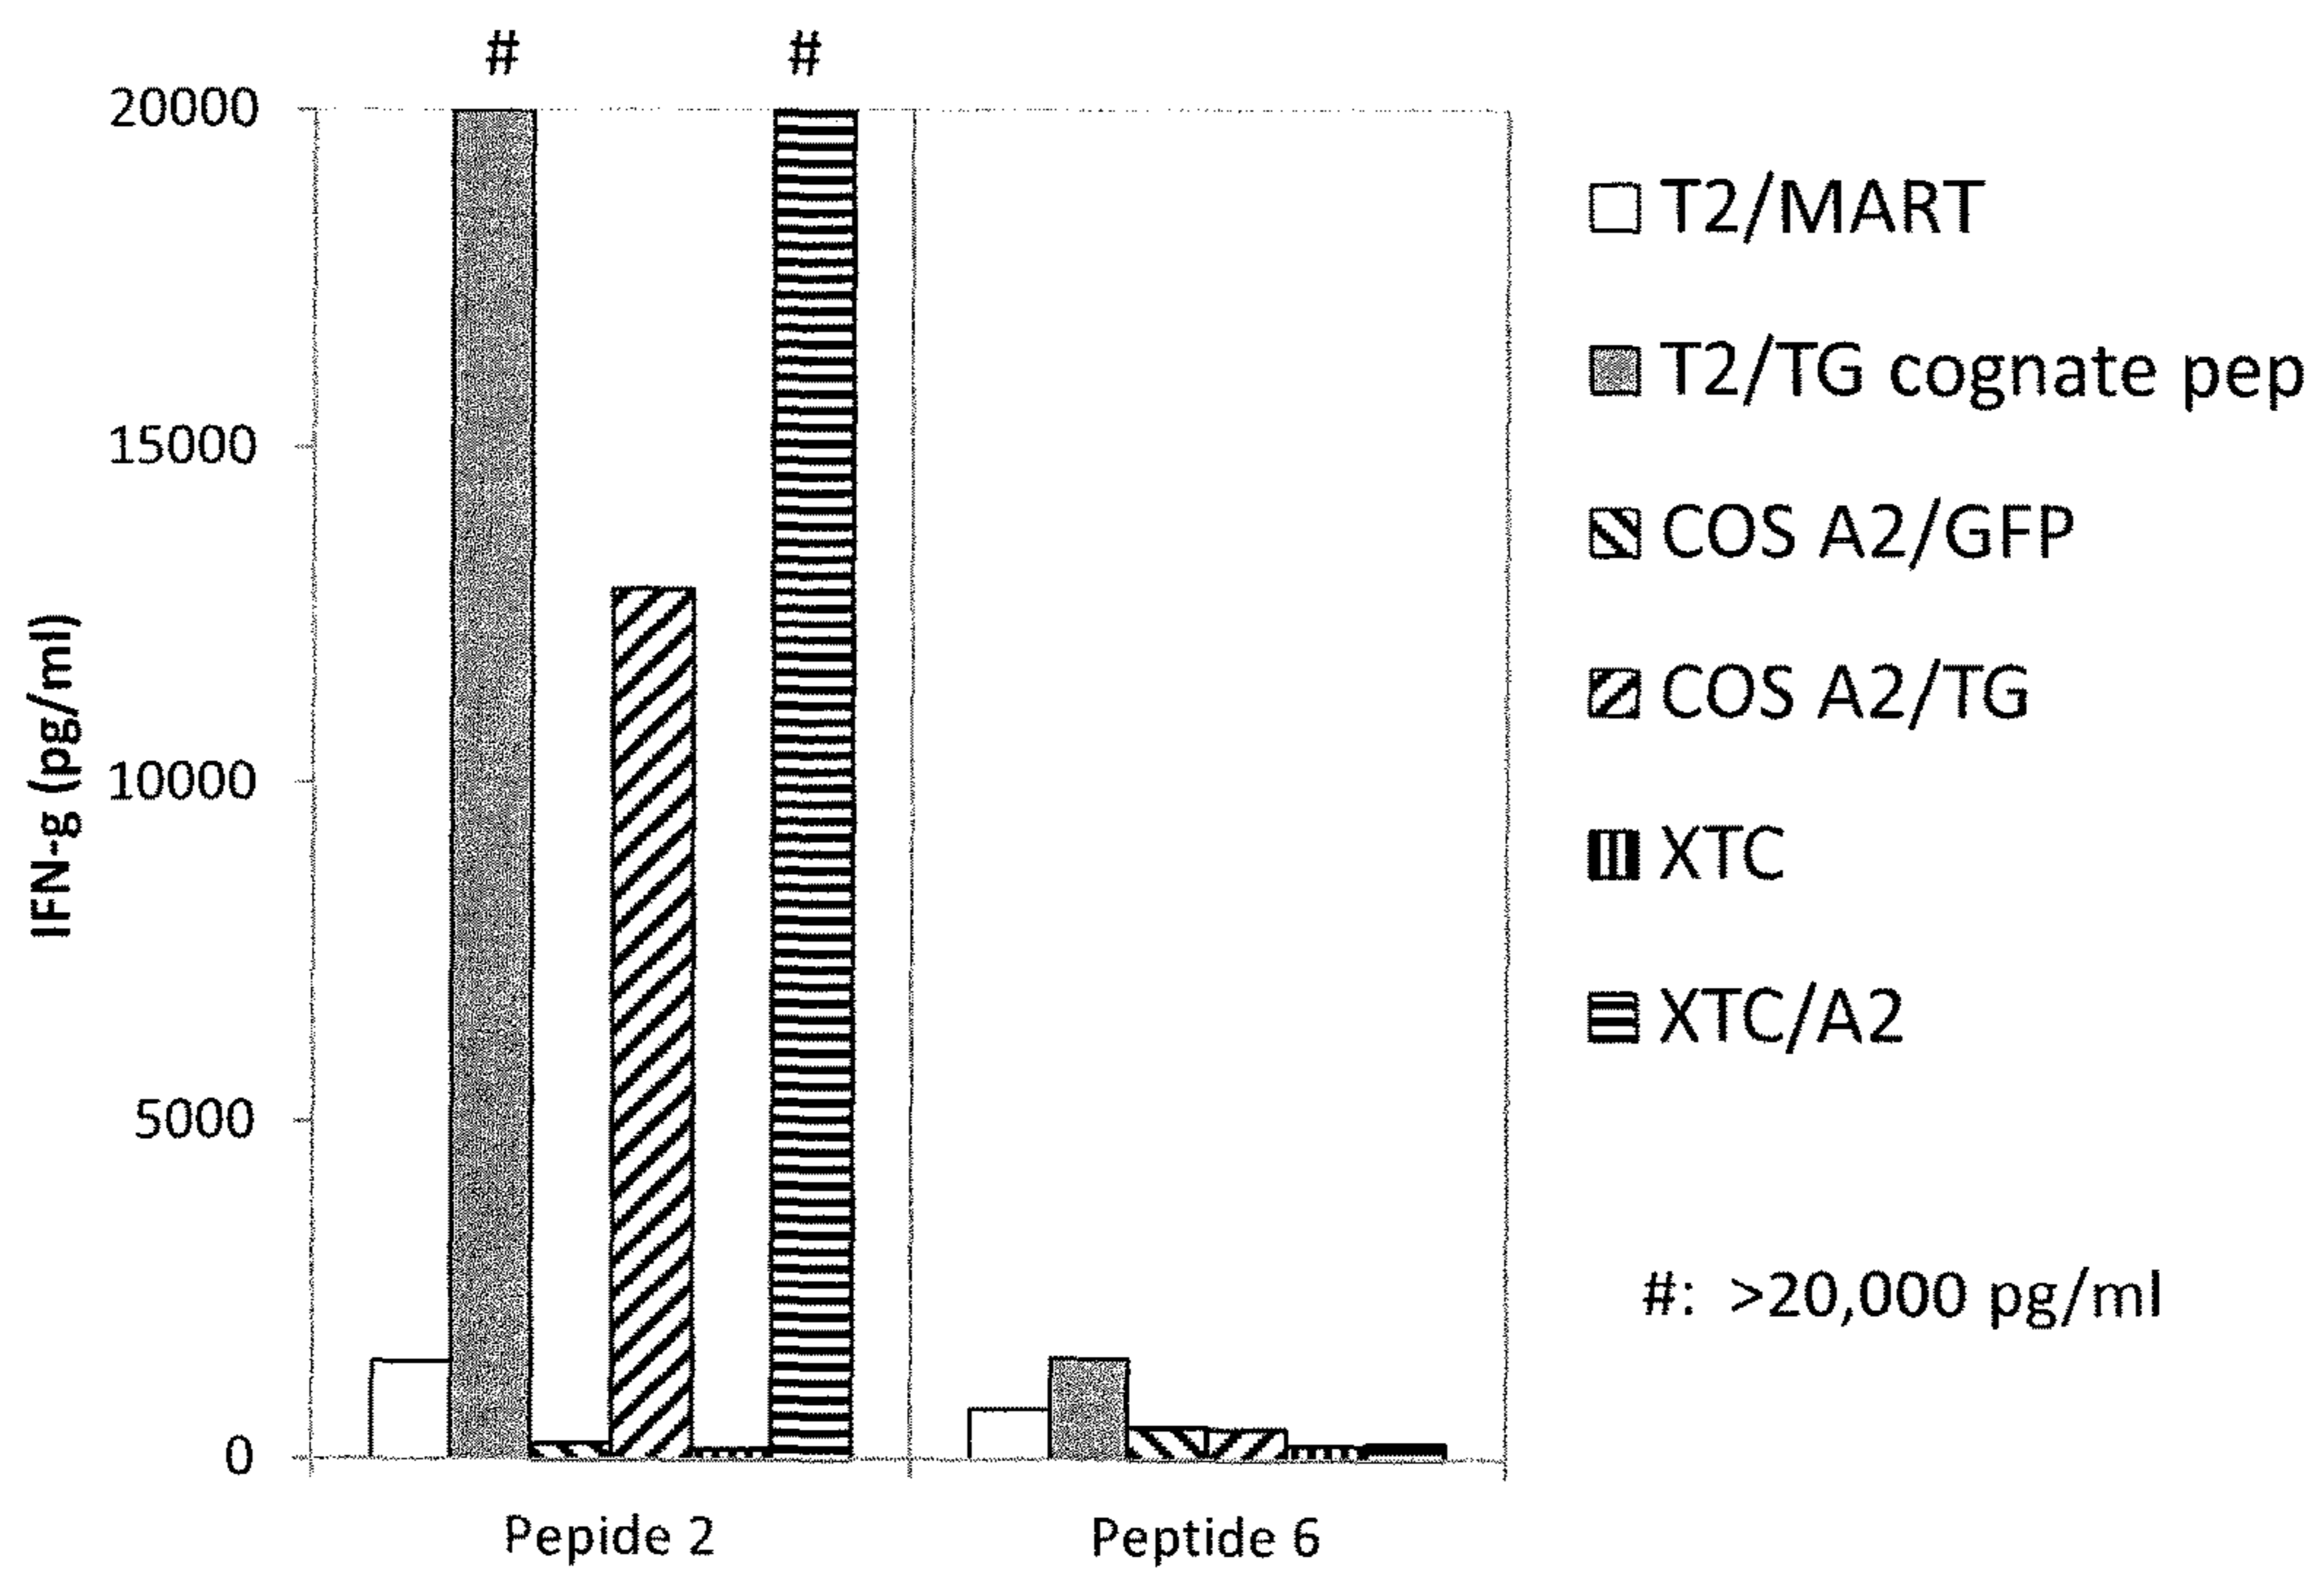 # #
20000
15000
10000
5000
0
IFN-g (pg/ml)
Pepide 2
Peptide 6
T2/MART
T2/TG cognate pep
COS A2/GFP
COS A2/TG
XTC
XTC/A2
#: >20,000 pg/ml